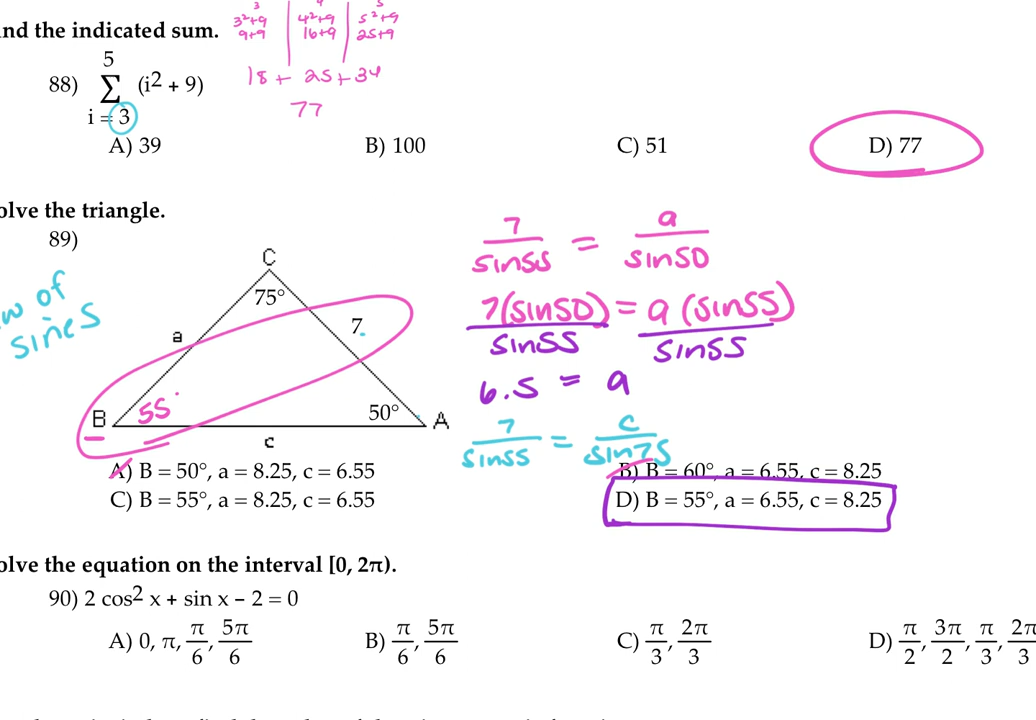 nd the indicated sum.
3 4 5
3²+9 | 4²+9 | 5²+9
9+9 16+9 25+9
18 + 25 + 34
77
88) 5 Σ i = 3 (i² + 9)
A) 39 B) 100 C) 51 D) 77
olve the triangle.
89)
w of
sines
C
75°
a
7
B 55° 50° A
c
7/sin55 = a/sin50
7(sin50)/sin55 = a(sin55)/sin55
6.5 = a
7/sin55 = c/sin75
A) B = 50°, a = 8.25, c = 6.55 B) B = 60°, a = 6.55, c = 8.25
C) B = 55°, a = 8.25, c = 6.55 D) B = 55°, a = 6.55, c = 8.25
olve the equation on the interval [0, 2π).
90) 2 cos² x + sin x − 2 = 0
A) 0, π, π/6, 5π/6 B) π/6, 5π/6 C) π/3, 2π/3 D) π/2, 3π/2, π/3, 2π/3